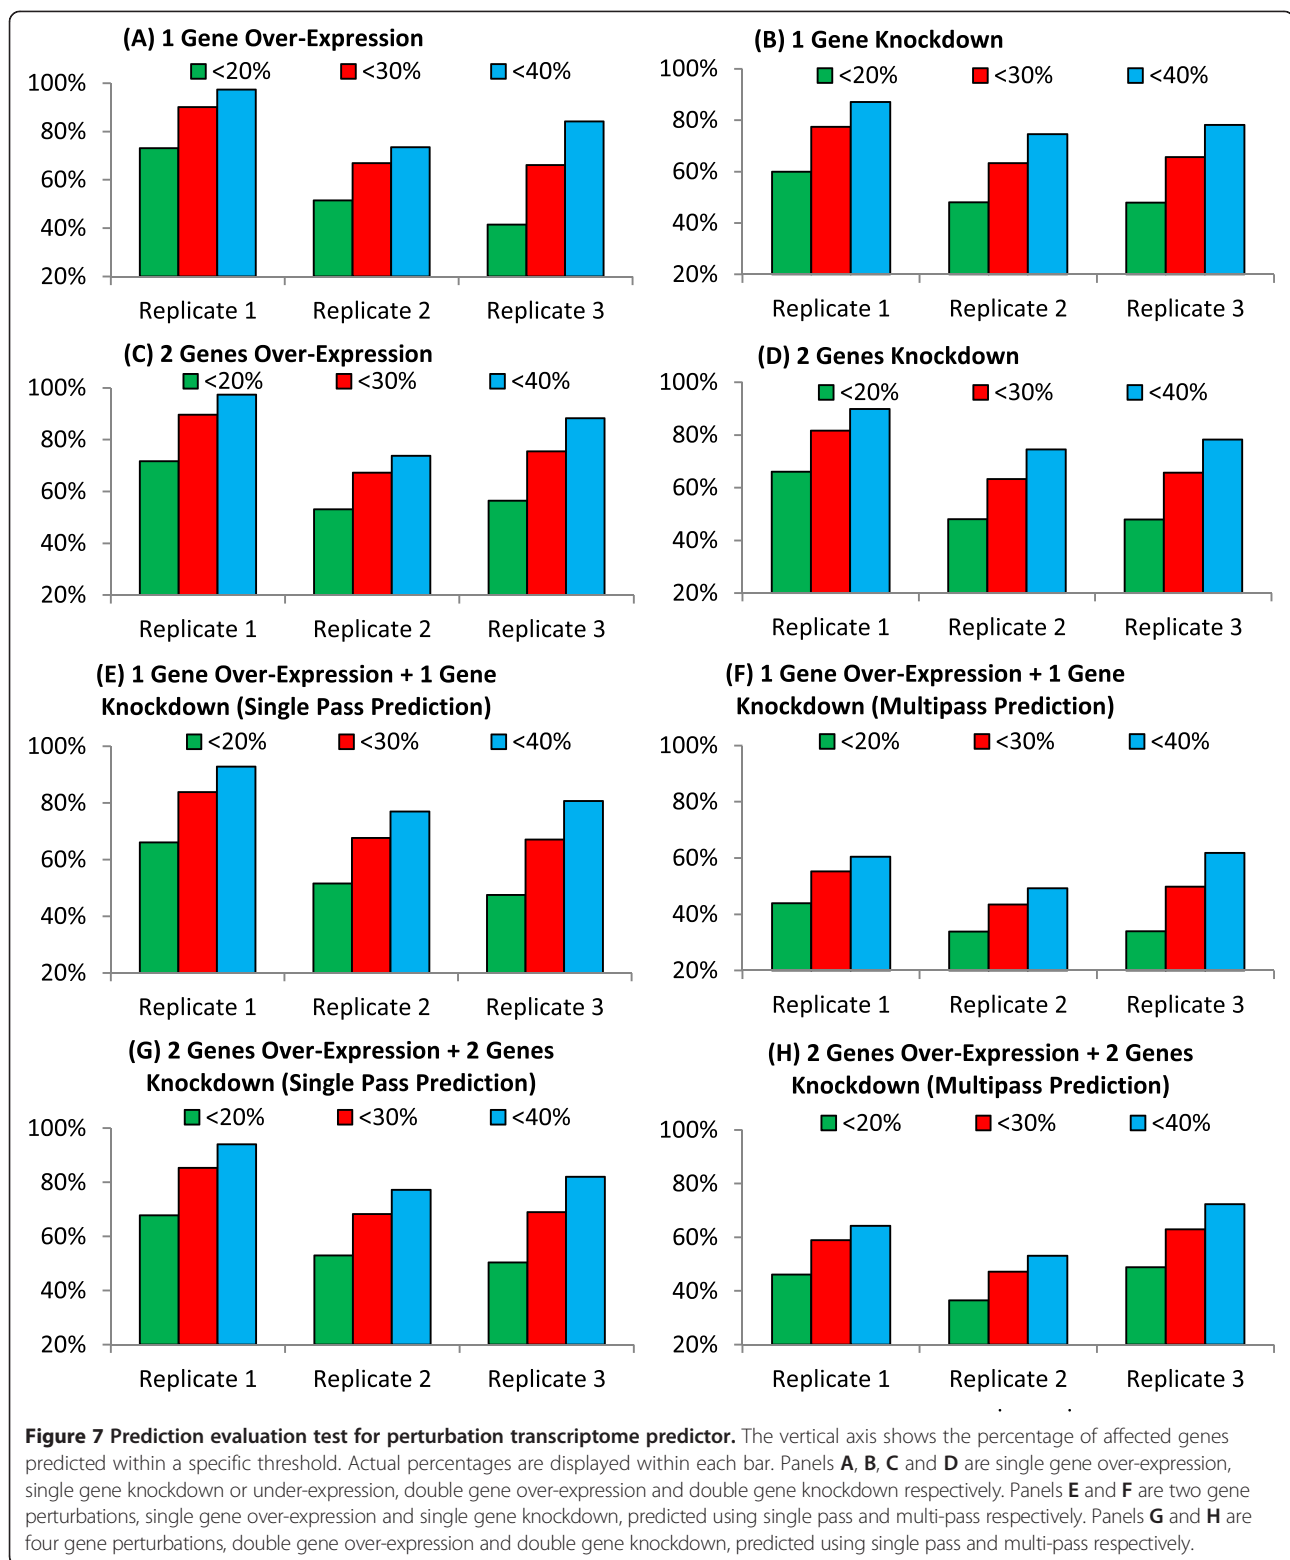 (A) 1 Gene Over-Expression
<20% <30% <40%
100%
80%
60%
40%
20%
Replicate 1 Replicate 2 Replicate 3
(B) 1 Gene Knockdown
<20% <30% <40%
100%
80%
60%
40%
20%
Replicate 1 Replicate 2 Replicate 3
(C) 2 Genes Over-Expression
<20% <30% <40%
100%
80%
60%
40%
20%
Replicate 1 Replicate 2 Replicate 3
(D) 2 Genes Knockdown
<20% <30% <40%
100%
80%
60%
40%
20%
Replicate 1 Replicate 2 Replicate 3
(E) 1 Gene Over-Expression + 1 Gene
Knockdown (Single Pass Prediction)
<20% <30% <40%
100%
80%
60%
40%
20%
Replicate 1 Replicate 2 Replicate 3
(F) 1 Gene Over-Expression + 1 Gene
Knockdown (Multipass Prediction)
<20% <30% <40%
100%
80%
60%
40%
20%
Replicate 1 Replicate 2 Replicate 3
(G) 2 Genes Over-Expression + 2 Genes
Knockdown (Single Pass Prediction)
<20% <30% <40%
100%
80%
60%
40%
20%
Replicate 1 Replicate 2 Replicate 3
(H) 2 Genes Over-Expression + 2 Genes
Knockdown (Multipass Prediction)
<20% <30% <40%
100%
80%
60%
40%
20%
Replicate 1 Replicate 2 Replicate 3
Figure 7 Prediction evaluation test for perturbation transcriptome predictor. The vertical axis shows the percentage of affected genes
predicted within a specific threshold. Actual percentages are displayed within each bar. Panels A, B, C and D are single gene over-expression,
single gene knockdown or under-expression, double gene over-expression and double gene knockdown respectively. Panels E and F are two gene
perturbations, single gene over-expression and single gene knockdown, predicted using single pass and multi-pass respectively. Panels G and H are
four gene perturbations, double gene over-expression and double gene knockdown, predicted using single pass and multi-pass respectively.